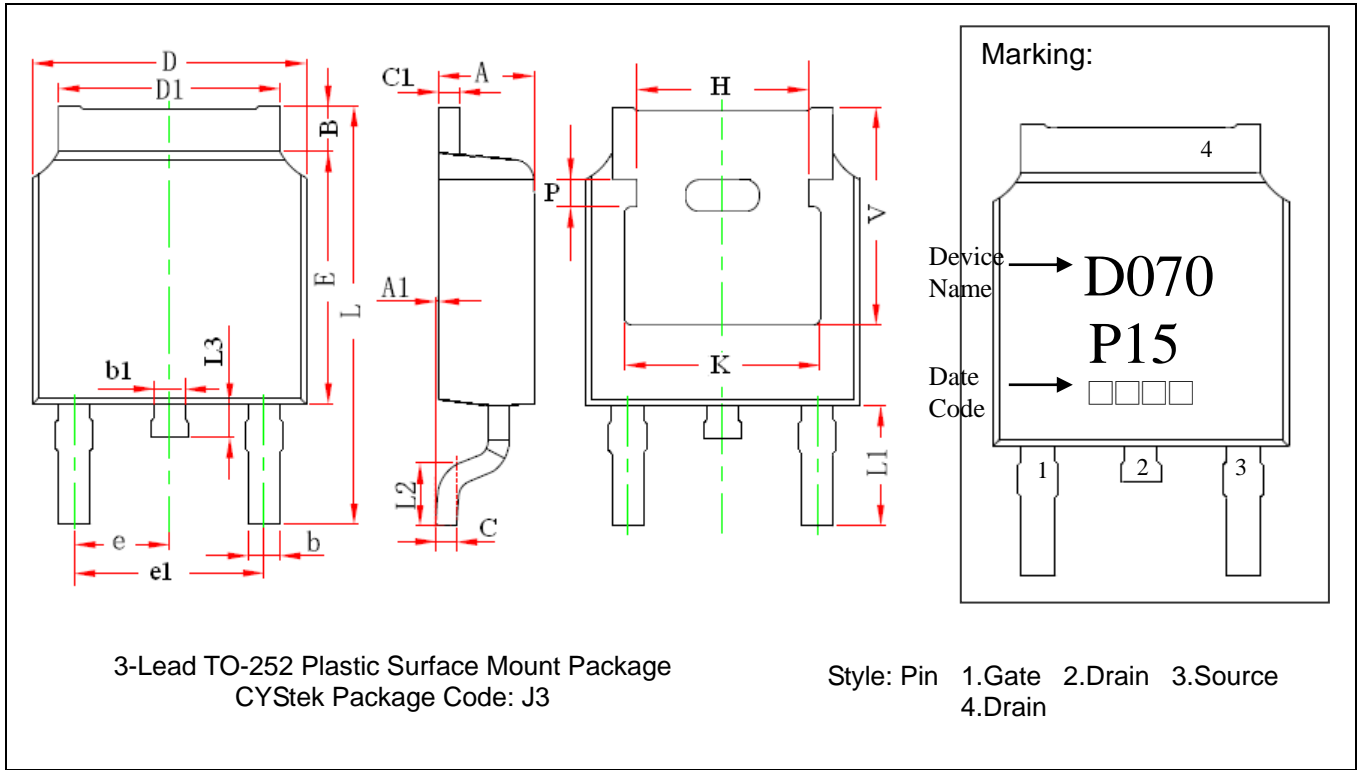 D
D1
B
E
L
L3
b1
e
e1
b
C1
A
A1
L2
C
H
P
V
K
L1
Marking:
4
Device
Name
D070
P15
Date
Code
□□□□
1 2 3
3-Lead TO-252 Plastic Surface Mount Package
CYStek Package Code: J3
Style: Pin 1.Gate 2.Drain 3.Source
4.Drain